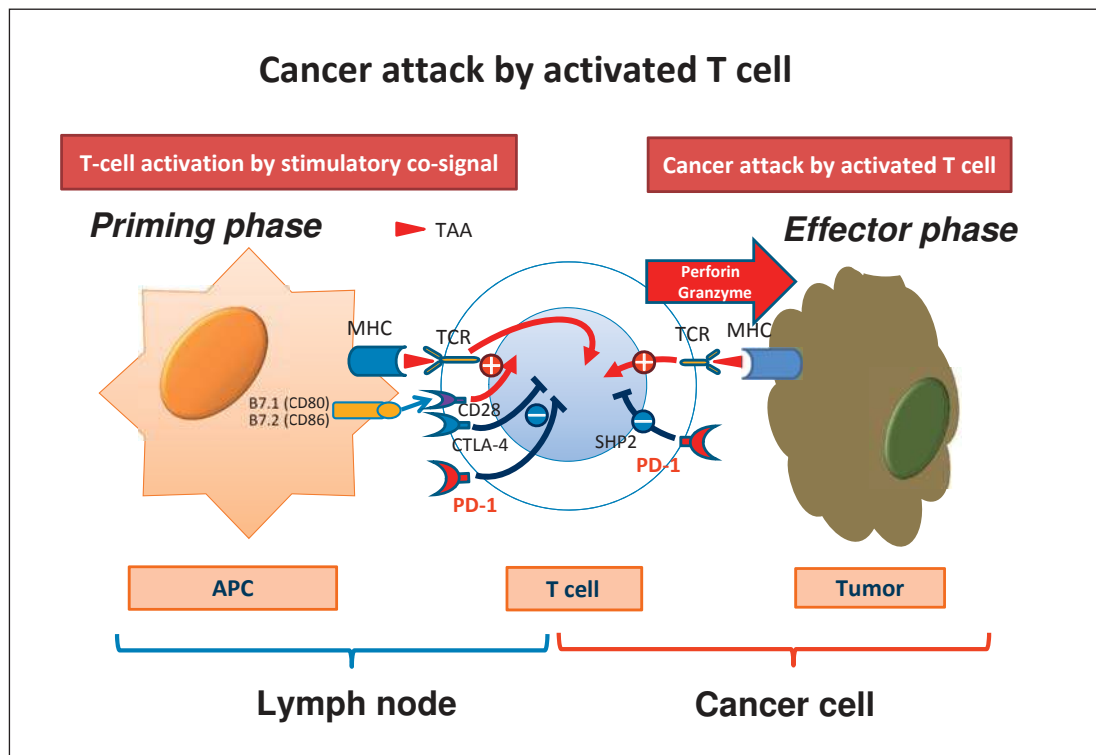 Cancer attack by activated T cell
T-cell activation by stimulatory co-signal
Cancer attack by activated T cell
Priming phase
TAA
Effector phase
Perforin
Granzyme
MHC
TCR
TCR
MHC
B7.1 (CD80)
B7.2 (CD86)
CD28
CTLA-4
SHP2
PD-1
PD-1
APC
T cell
Tumor
Lymph node
Cancer cell